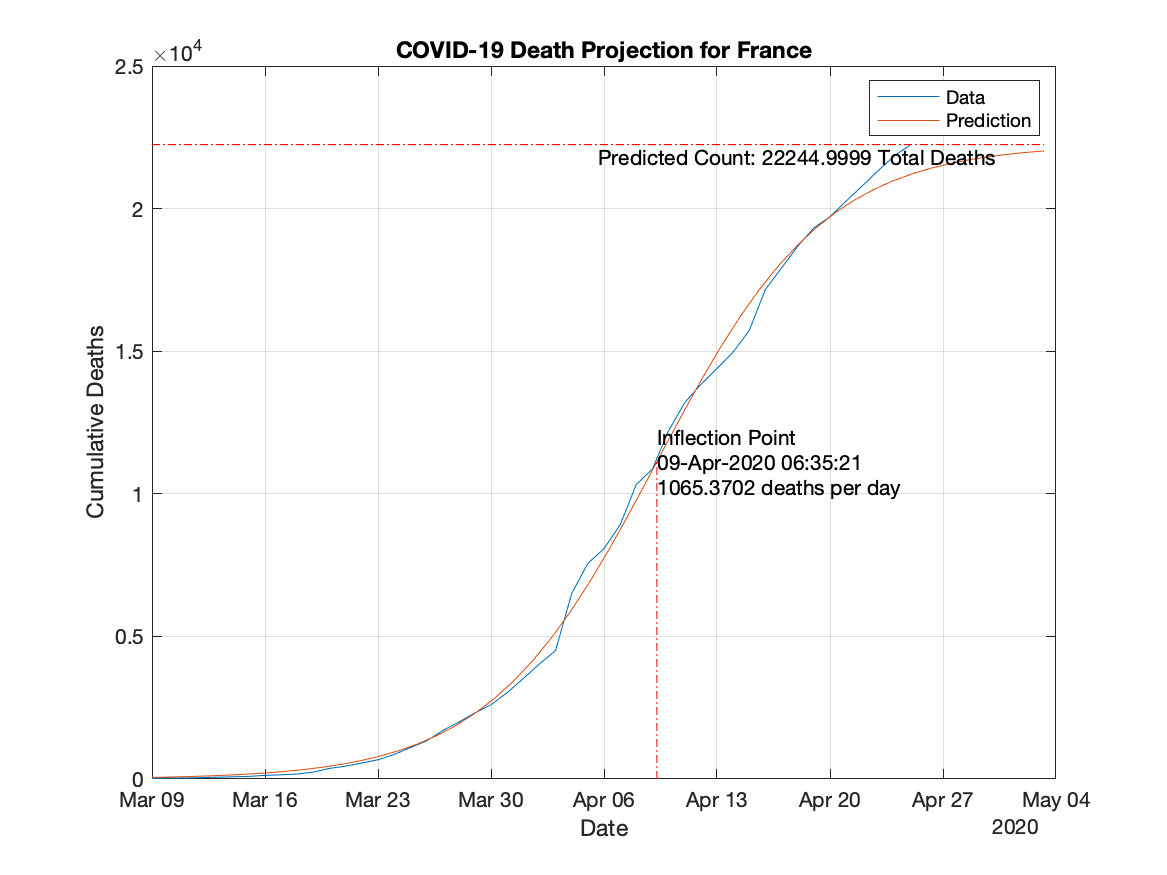 COVID-19 Death Projection for France
×10^4
2.5
2
1.5
1
0.5
0
Cumulative Deaths
Data
Prediction
Predicted Count: 22244.9999 Total Deaths
Inflection Point
09-Apr-2020 06:35:21
1065.3702 deaths per day
Mar 09 Mar 16 Mar 23 Mar 30 Apr 06 Apr 13 Apr 20 Apr 27 May 04
Date
2020